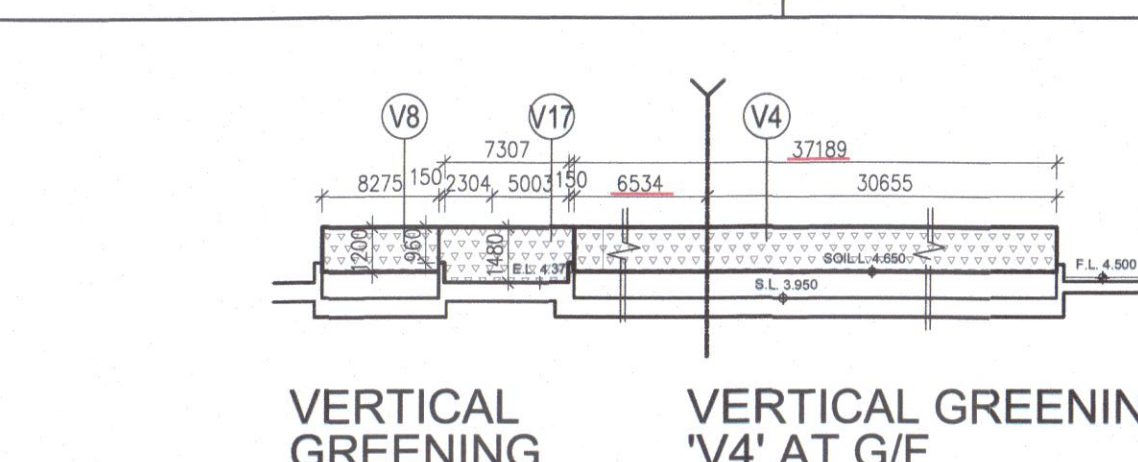 V8 V17 V4
7307 37189
8275 150 2304 5003 150 6534 30655
1200 960 1480 E.L. 4.37 SOIL L. 4.650 F.L. 4.500
S.L. 3.950
VERTICAL
GREENING
VERTICAL GREENIN
'V4' AT G/F